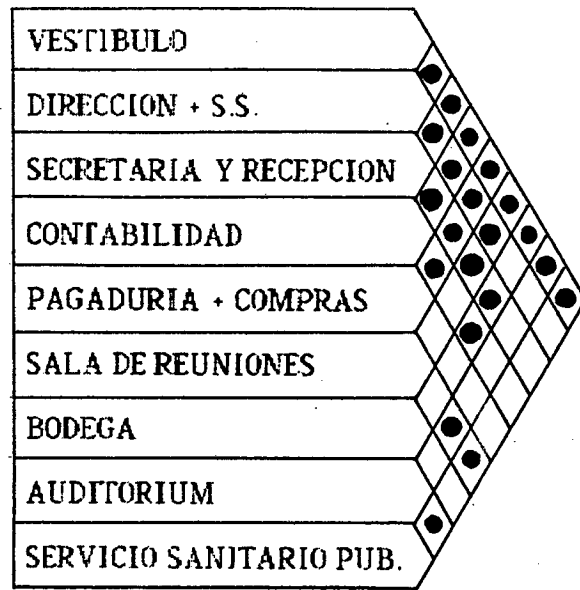 VESTIBULO
DIRECCION + S.S.
SECRETARIA Y RECEPCION
CONTABILIDAD
PAGADURIA + COMPRAS
SALA DE REUNIONES
BODEGA
AUDITORIUM
SERVICIO SANITARIO PUB.